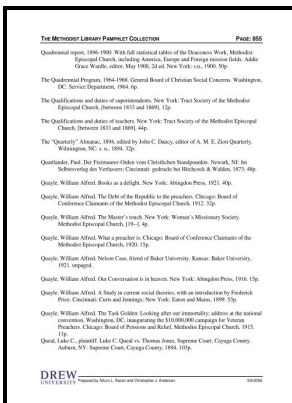 THE METHODIST LIBRARY PAMPHLET COLLECTION PAGE: 855
Quadrennial report, 1896-1900. With full statistical tables of the Deaconess Work, Methodist
Episcopal Church, including America, Europe and Foreign mission fields. Addie
Grace Wardle, editor, May 1900, 2d ed. New York: s.n., 1900. 50p.
The Quadrennial Program, 1964-1968. General Board of Christian Social Concerns. Washington,
DC: Service Department, 1964. 6p.
The Qualifications and duties of superintendents. New York: Tract Society of the Methodist
Episcopal Church, [between 1833 and 1869]. 12p.
The Qualifications and duties of teachers. New York: Tract Society of the Methodist Episcopal
Church, [between 1833 and 1869]. 44p.
The "Quarterly" Almanac, 1894; edited by John C. Dancy, editor of A. M. E. Zion Quarterly.
Wilmington, NC: s. n., 1894. 32p.
Quattlander, Paul. Der Freimaurer-Orden vom Christlichen Standpunkte. Newark, NJ: Im
Selbstverlag des Verfassers; Cincinnati: gedruckt bei Hitchcock & Walden, 1873. 48p.
Quayle, William Alfred. Books as a delight. New York: Abingdon Press, 1921. 40p.
Quayle, William Alfred. The Debt of the Republic to the preachers. Chicago: Board of
Conference Claimants of the Methodist Episcopal Church, 1912. 32p.
Quayle, William Alfred. The Master's touch. New York: Woman's Missionary Society,
Methodist Episcopal Church, [19--]. 4p.
Quayle, William Alfred. What a preacher is. Chicago: Board of Conference Claimants of the
Methodist Episcopal Church, 1920. 15p.
Quayle, William Alfred. Nelson Case, friend of Baker University. Kansas: Baker University,
1921. unpaged.
Quayle, William Alfred. Our Conversation is in heaven. New York: Abingdon Press, 1916. 15p.
Quayle, William Alfred. A Study in current social theories, with an introduction by Frederick
Price. Cincinnati: Curts and Jennings; New York: Eaton and Mains, 1899. 53p.
Quayle, William Alfred. The Task Golden: Looking after our immortality; address at the national
convention, Washington, DC, inaugurating the $10,000,000 campaign for Veteran
Preachers. Chicago: Board of Pensions and Relief, Methodist Episcopal Church, 1915.
11p.
Queal, Luke C., plaintiff. Luke C. Queal vs. Thomas Jones, Supreme Court, Cayuga County.
Auburn, NY: Supreme Court, Cayuga County, 1894. 103p.
DREW
UNIVERSITY Prepared by Arturo L. Razon and Christopher J. Anderson